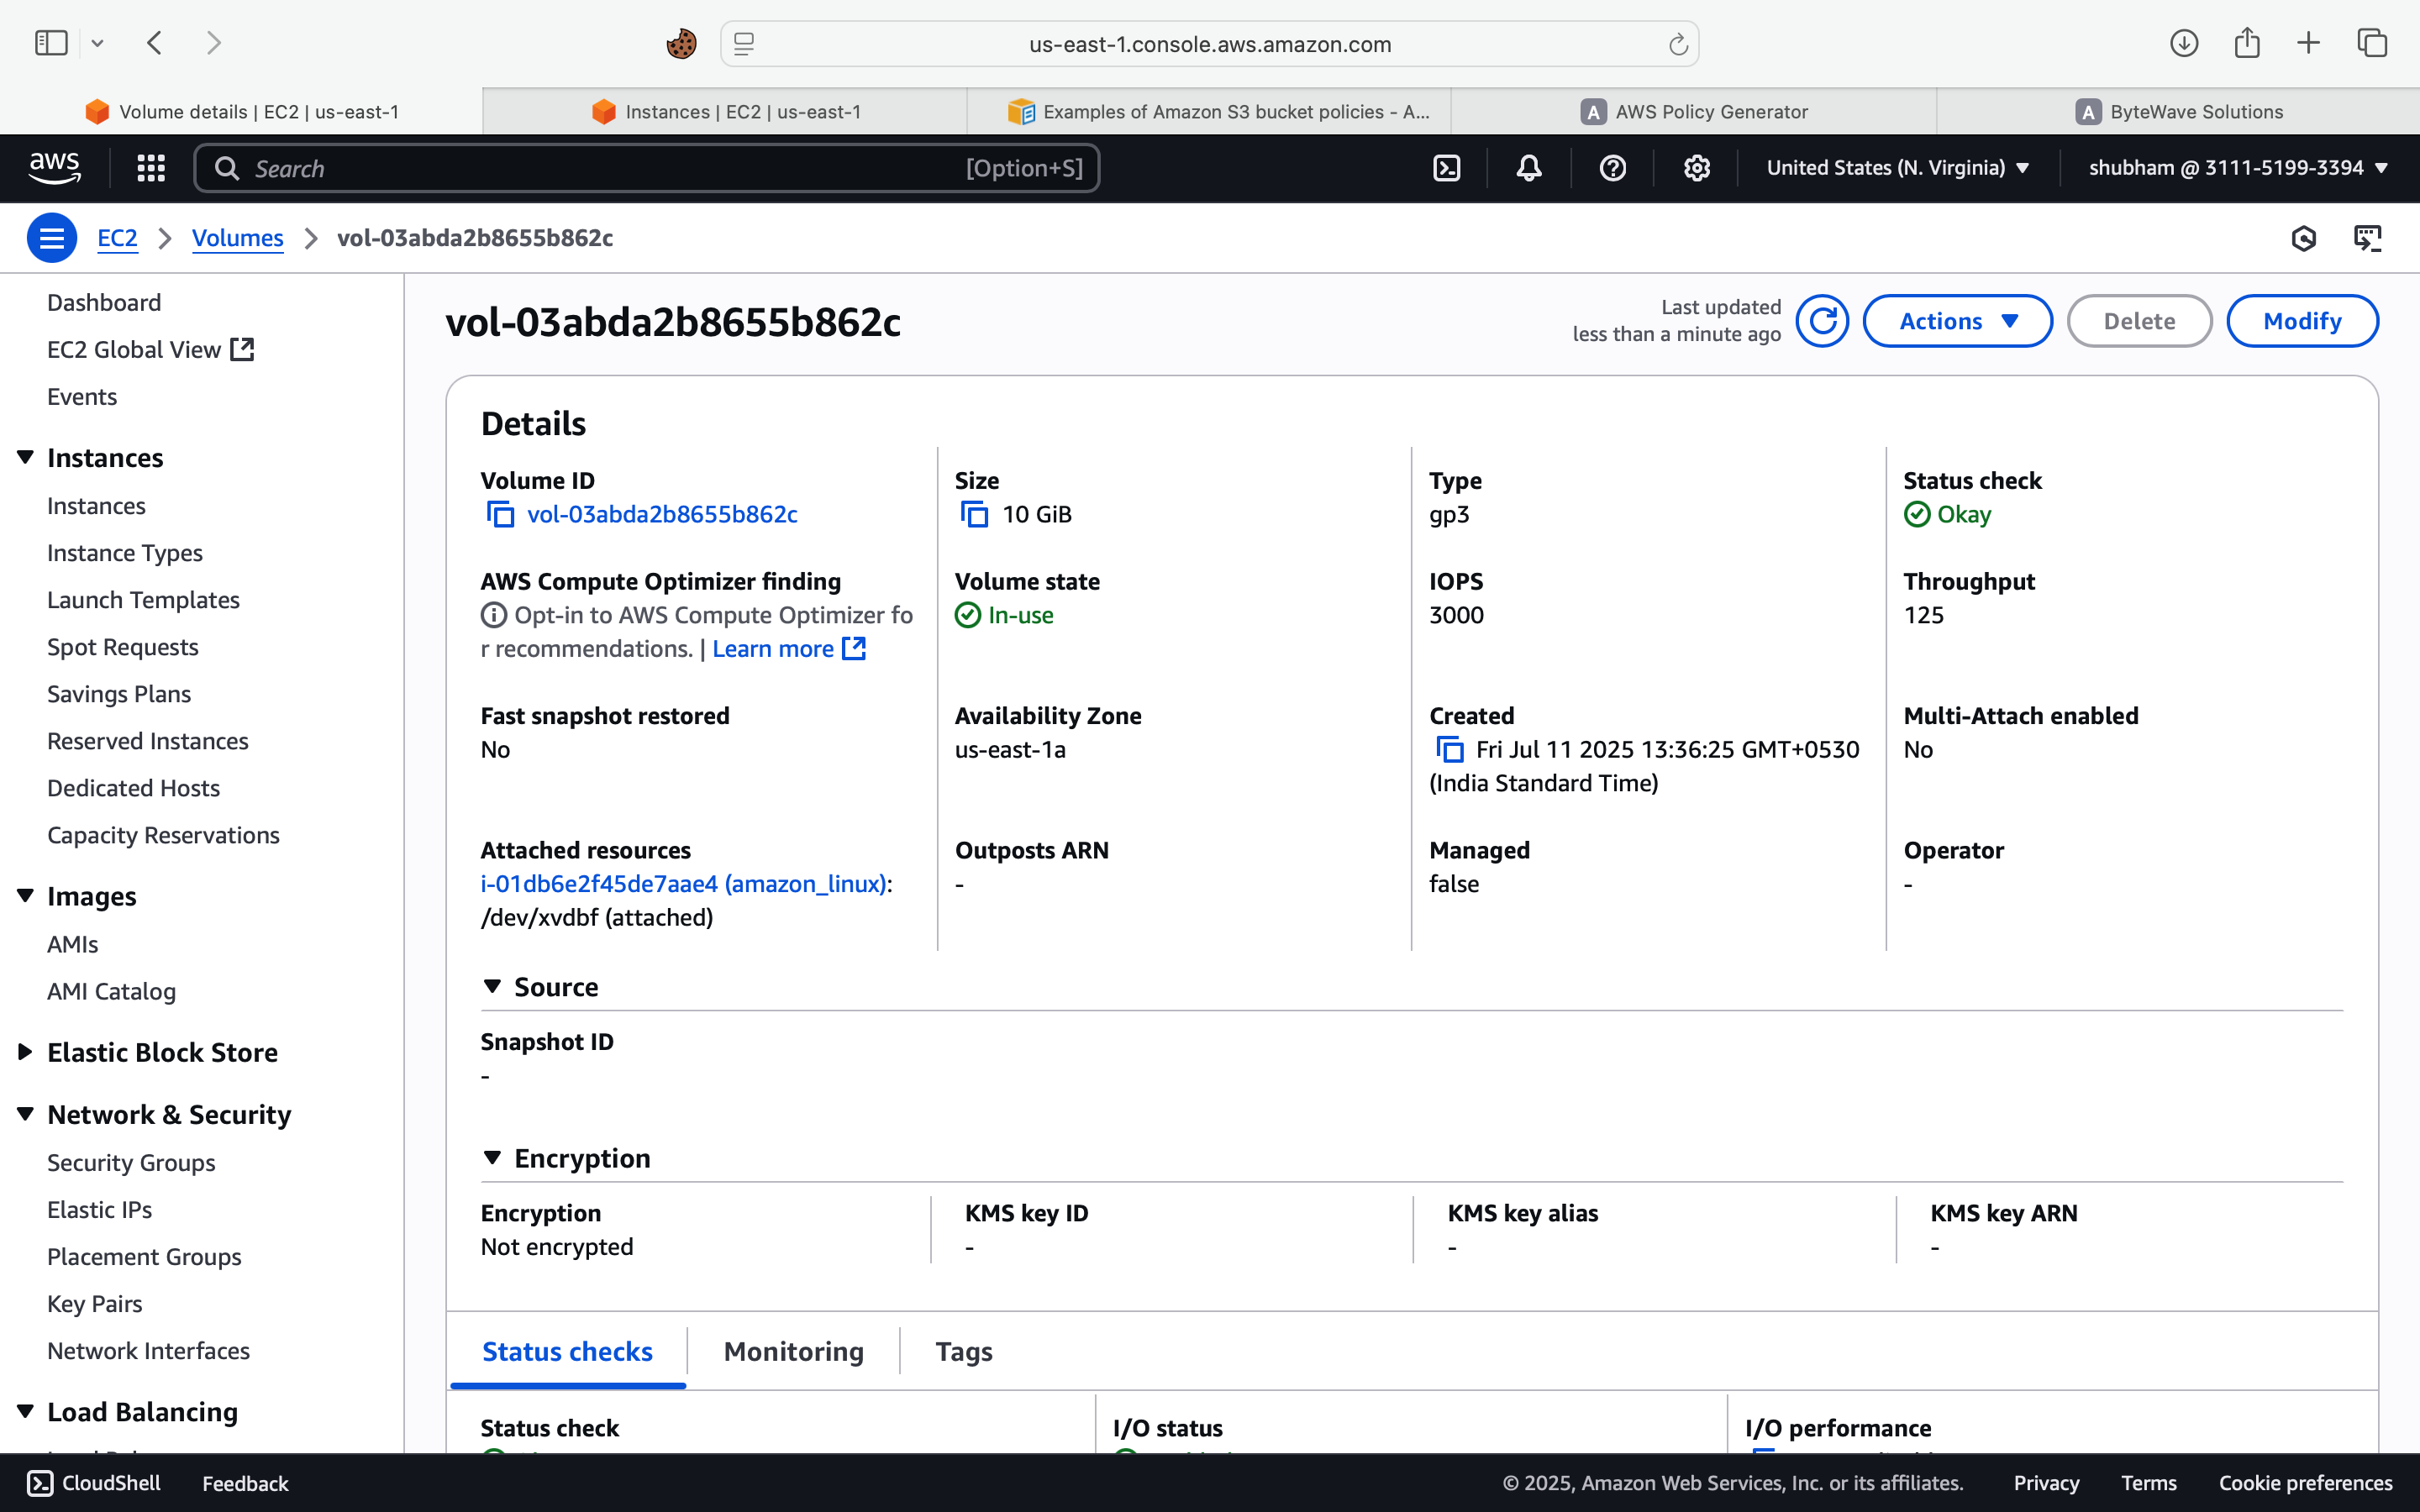 us-east-1.console.aws.amazon.com
Volume details | EC2 | us-east-1
Instances | EC2 | us-east-1
Examples of Amazon S3 bucket policies - A...
A AWS Policy Generator
A ByteWave Solutions
aws
Search
[Option+S]
United States (N. Virginia)
shubham @ 3111-5199-3394
EC2
Volumes
vol-03abda2b8655b862c
Dashboard
EC2 Global View
Events
Instances
Instances
Instance Types
Launch Templates
Spot Requests
Savings Plans
Reserved Instances
Dedicated Hosts
Capacity Reservations
Images
AMIs
AMI Catalog
Elastic Block Store
Network & Security
Security Groups
Elastic IPs
Placement Groups
Key Pairs
Network Interfaces
Load Balancing
vol-03abda2b8655b862c
Last updated
less than a minute ago
Actions
Delete
Modify
Details
Volume ID
vol-03abda2b8655b862c
Size
10 GiB
Type
gp3
Status check
Okay
AWS Compute Optimizer finding
Opt-in to AWS Compute Optimizer fo
r recommendations. | Learn more
Volume state
In-use
IOPS
3000
Throughput
125
Fast snapshot restored
No
Availability Zone
us-east-1a
Created
Fri Jul 11 2025 13:36:25 GMT+0530
(India Standard Time)
Multi-Attach enabled
No
Attached resources
i-01db6e2f45de7aae4 (amazon_linux):
/dev/xvdbf (attached)
Outposts ARN
-
Managed
false
Operator
-
Source
Snapshot ID
-
Encryption
Encryption
Not encrypted
KMS key ID
-
KMS key alias
-
KMS key ARN
-
Status checks
Monitoring
Tags
Status check
I/O status
I/O performance
CloudShell
Feedback
© 2025, Amazon Web Services, Inc. or its affiliates.
Privacy
Terms
Cookie preferences